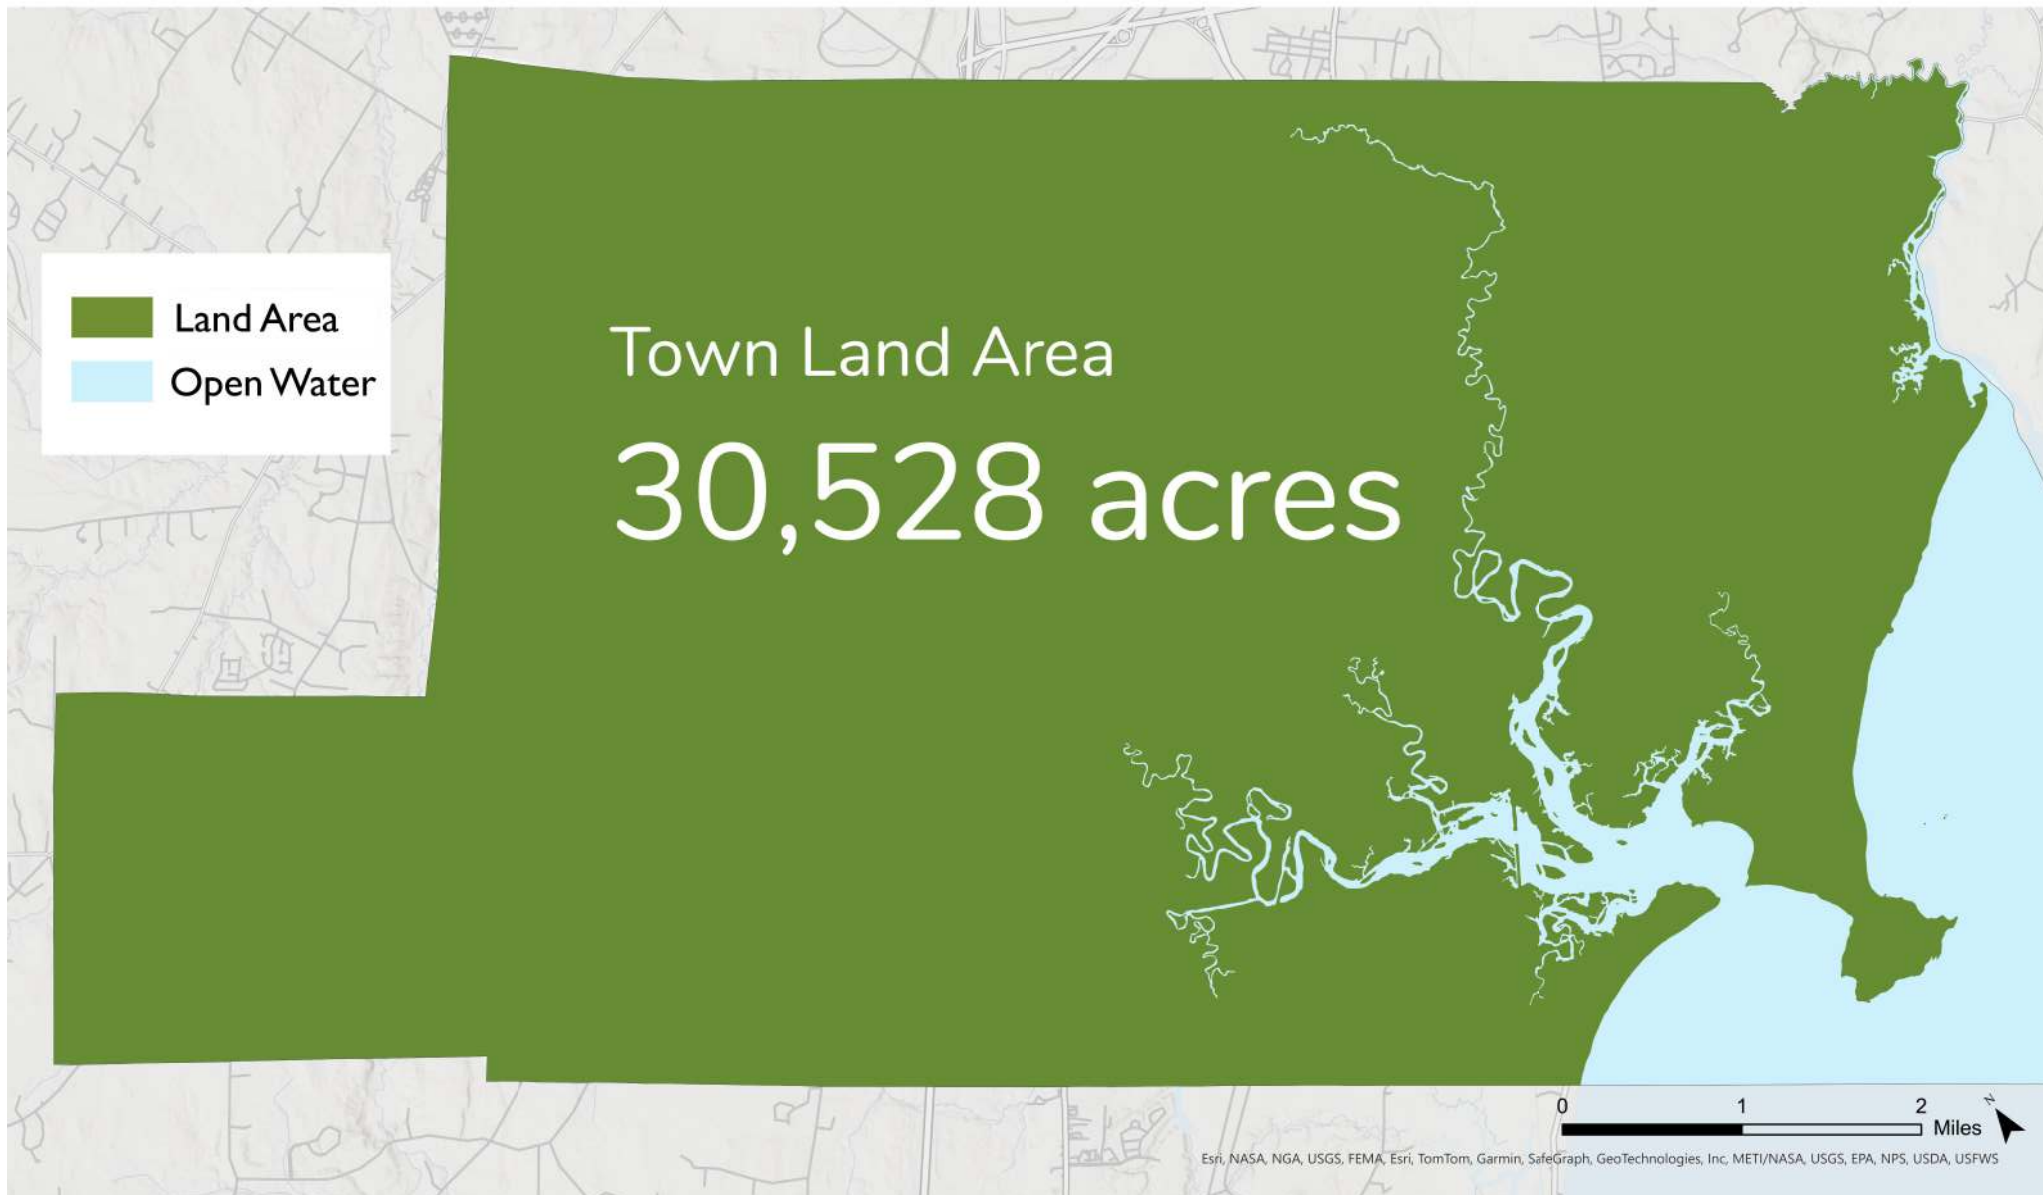 Land Area
Open Water
Town Land Area
30,528 acres
0 1 2
Miles
N
Esri, NASA, NGA, USGS, FEMA, Esri, TomTom, Garmin, SafeGraph, GeoTechnologies, Inc, METI/NASA, USGS, EPA, NPS, USDA, USFWS